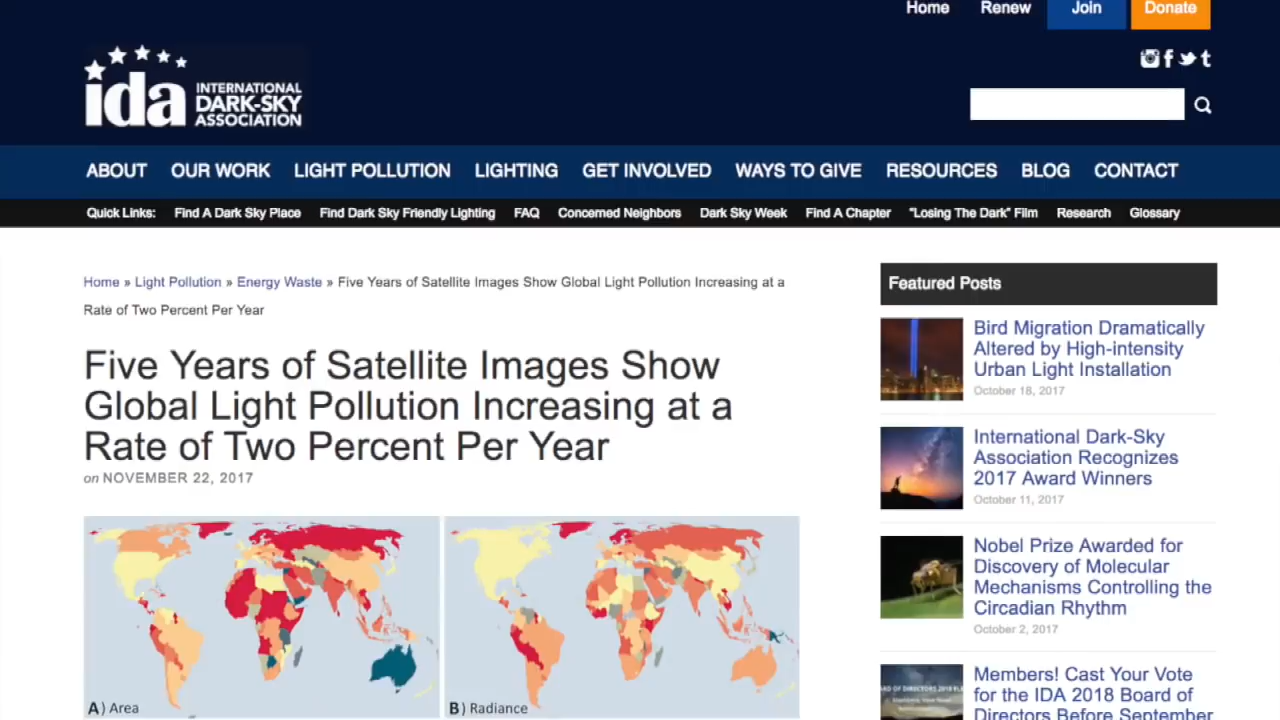 Home Renew Join Donate
ida INTERNATIONAL
DARK-SKY
ASSOCIATION
ABOUT OUR WORK LIGHT POLLUTION LIGHTING GET INVOLVED WAYS TO GIVE RESOURCES BLOG CONTACT
Quick Links: Find A Dark Sky Place Find Dark Sky Friendly Lighting FAQ Concerned Neighbors Dark Sky Week Find A Chapter "Losing The Dark" Film Research Glossary
Home » Light Pollution » Energy Waste » Five Years of Satellite Images Show Global Light Pollution Increasing at a
Rate of Two Percent Per Year
Five Years of Satellite Images Show
Global Light Pollution Increasing at a
Rate of Two Percent Per Year
on NOVEMBER 22, 2017
A) Area
B) Radiance
Featured Posts
Bird Migration Dramatically
Altered by High-intensity
Urban Light Installation
October 18, 2017
International Dark-Sky
Association Recognizes
2017 Award Winners
October 11, 2017
Nobel Prize Awarded for
Discovery of Molecular
Mechanisms Controlling the
Circadian Rhythm
October 2, 2017
Members! Cast Your Vote
for the IDA 2018 Board of
Directors Before September